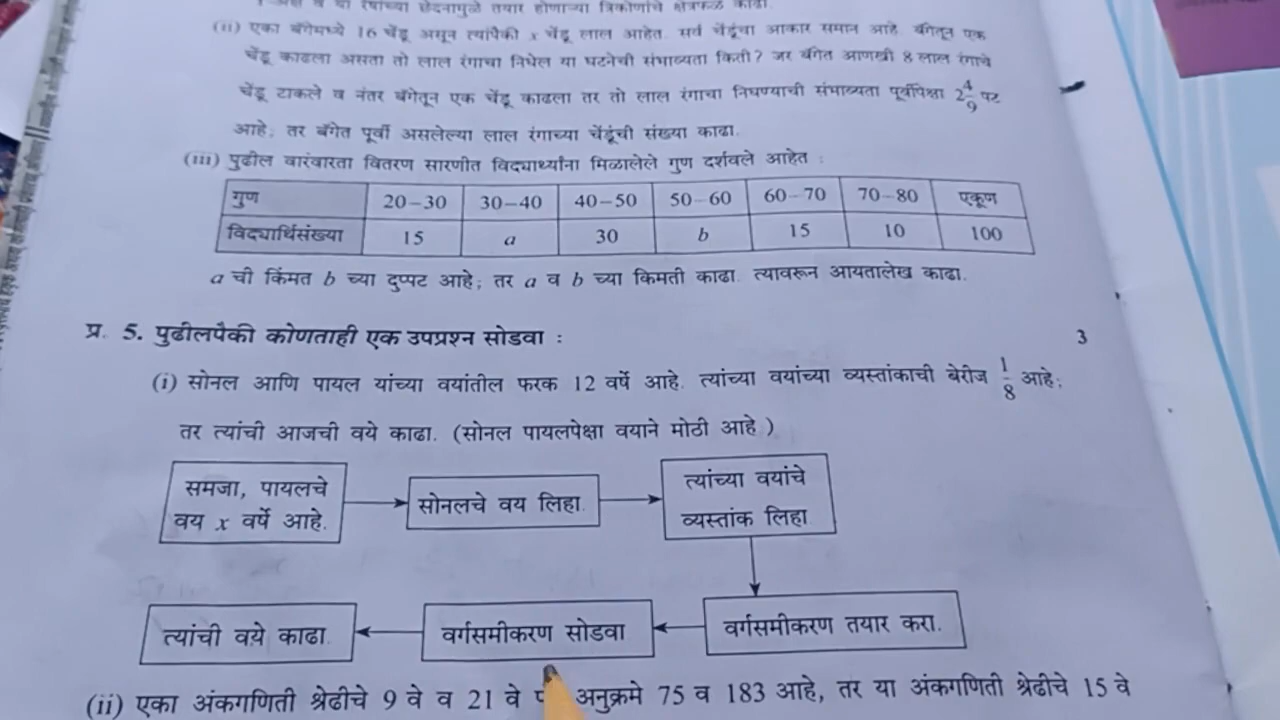 व या रेषांच्या छेदनामुळे तयार होणाऱ्या त्रिकोणांचे क्षेत्रफळ काढा.
(ii) एका बॅगेमध्ये 16 चेंडू असून त्यांपैकी x चेंडू लाल आहेत. सर्व चेंडूंचा आकार समान आहे. बॅगेतून एक
चेंडू काढला असता तो लाल रंगाचा निघेल या घटनेची संभाव्यता किती? जर बॅगेत आणखी 8 लाल रंगाचे
चेंडू टाकले व नंतर बॅगेतून एक चेंडू काढला तर तो लाल रंगाचा निघण्याची संभाव्यता पूर्वीपेक्षा 2 4/9 पट
आहे; तर बॅगेत पूर्वी असलेल्या लाल रंगाच्या चेंडूंची संख्या काढा.
(iii) पुढील वारंवारता वितरण सारणीत विद्यार्थ्यांना मिळालेले गुण दर्शवले आहेत :
गुण 20-30 30-40 40-50 50-60 60-70 70-80 एकूण
विद्यार्थिसंख्या 15 a 30 b 15 10 100
a ची किंमत b च्या दुप्पट आहे; तर a व b च्या किमती काढा. त्यावरून आयतालेख काढा.
प्र. 5. पुढीलपैकी कोणताही एक उपप्रश्न सोडवा : 3
(i) सोनल आणि पायल यांच्या वयांतील फरक 12 वर्षे आहे. त्यांच्या वयांच्या व्यस्तांकाची बेरीज 1/8 आहे;
तर त्यांची आजची वये काढा. (सोनल पायलपेक्षा वयाने मोठी आहे )
समजा, पायलचे
वय x वर्षे आहे.
सोनलचे वय लिहा.
त्यांच्या वयांचे
व्यस्तांक लिहा
वर्गसमीकरण तयार करा.
वर्गसमीकरण सोडवा
त्यांची वये काढा.
(ii) एका अंकगणिती श्रेढीचे 9 वे व 21 वे अनुक्रमे 75 व 183 आहे, तर या अंकगणिती श्रेढीचे 15 वे